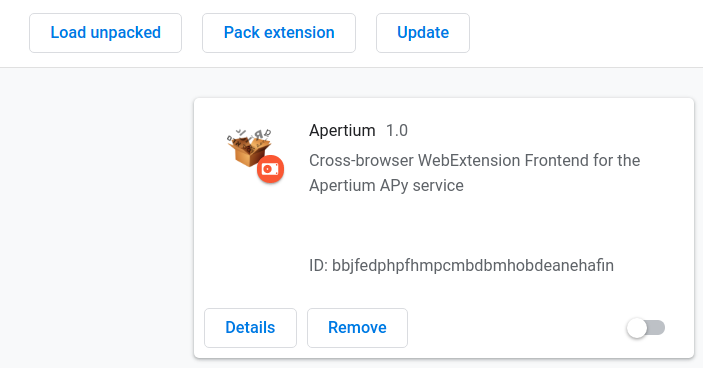 Load unpacked Pack extension Update
Apertium 1.0
Cross-browser WebExtension Frontend for the
Apertium APy service
ID: bbjfedphpfhmpcmbdbmhobdeanehafin
Details Remove